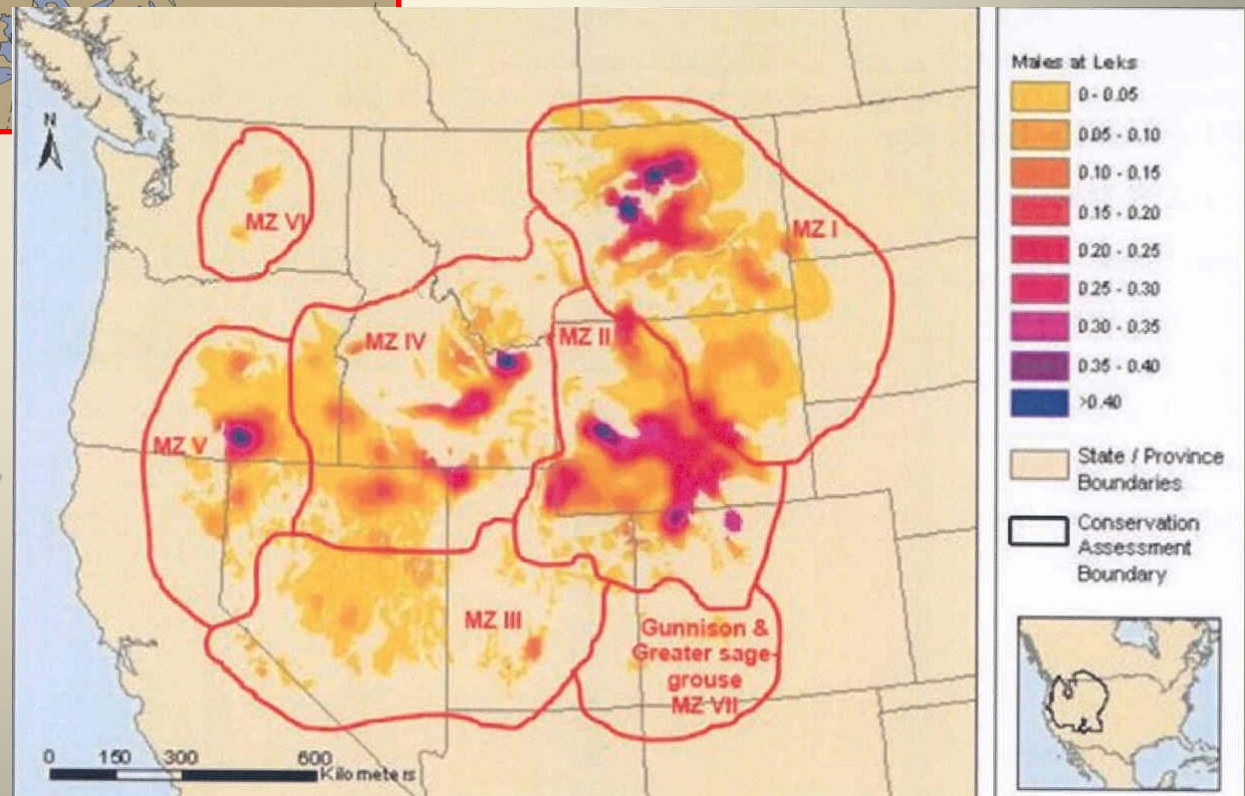 N
MZ VI
MZ I
MZ IV
MZ II
MZ V
MZ III
Gunnison &
Greater sage-
grouse
MZ VII
0 150 300 600
Kilometers
Males at Leks
0 - 0.05
0.05 - 0.10
0.10 - 0.15
0.15 - 0.20
0.20 - 0.25
0.25 - 0.30
0.30 - 0.35
0.35 - 0.40
>0.40
State / Province
Boundaries
Conservation
Assessment
Boundary